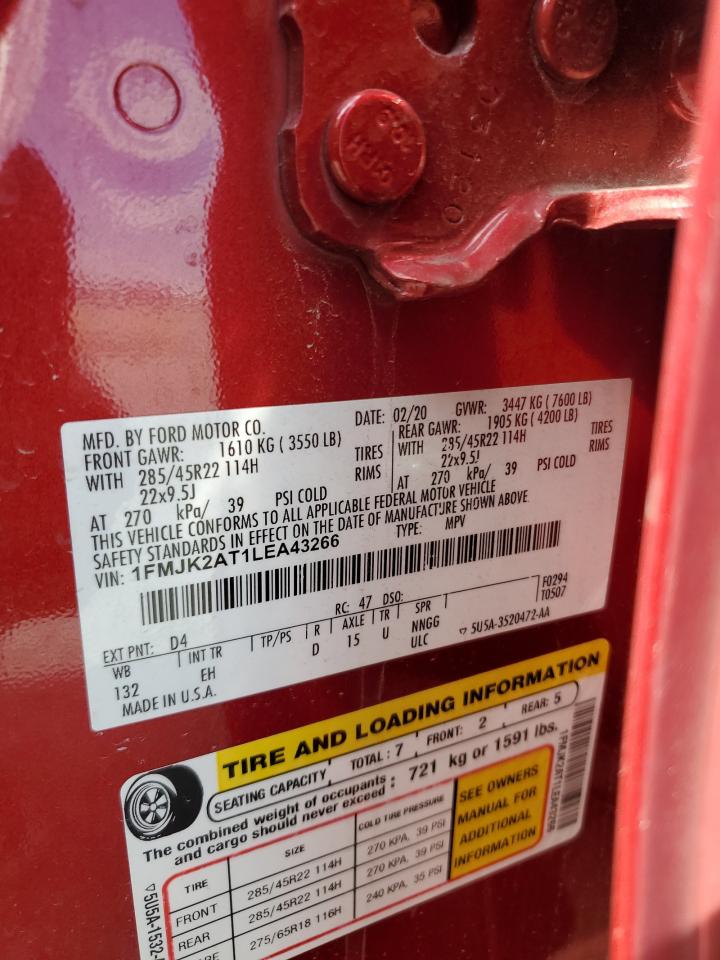 MFD. BY FORD MOTOR CO.
DATE: 02/20 GVWR: 3447 KG ( 7600 LB)
FRONT GAWR: 1610 KG ( 3550 LB)
REAR GAWR: 1905 KG ( 4200 LB)
WITH 285/45R22 114H TIRES
WITH 285/45R22 114H TIRES
22x9.5J RIMS
22x9.5J RIMS
AT 270 kPa/ 39 PSI COLD
AT 270 kPa/ 39 PSI COLD
THIS VEHICLE CONFORMS TO ALL APPLICABLE FEDERAL MOTOR VEHICLE
SAFETY STANDARDS IN EFFECT ON THE DATE OF MANUFACTURE SHOWN ABOVE
VIN: 1FMJK2AT1LEA43266 TYPE: MPV
F0294
T0507
EXT PNT: D4 RC: 47 DSO:
WB INT TR TP/PS R AXLE TR SPR
132 EH D 15 U NNGG
ULC
MADE IN U.S.A. 5U5A-3520472-AA
TIRE AND LOADING INFORMATION
SEATING CAPACITY TOTAL : 7 FRONT: 2 REAR: 5
The combined weight of occupants
and cargo should never exceed : 721 kg or 1591 lbs.
TIRE SIZE COLD TIRE PRESSURE
FRONT 285/45R22 114H 270 KPA, 39 PSI
REAR 285/45R22 114H 270 KPA, 39 PSI
275/65R18 116H 240 KPA, 35 PSI
SEE OWNERS
MANUAL FOR
ADDITIONAL
INFORMATION
1FMJK2AT1LEA43266
5U5A-1532-